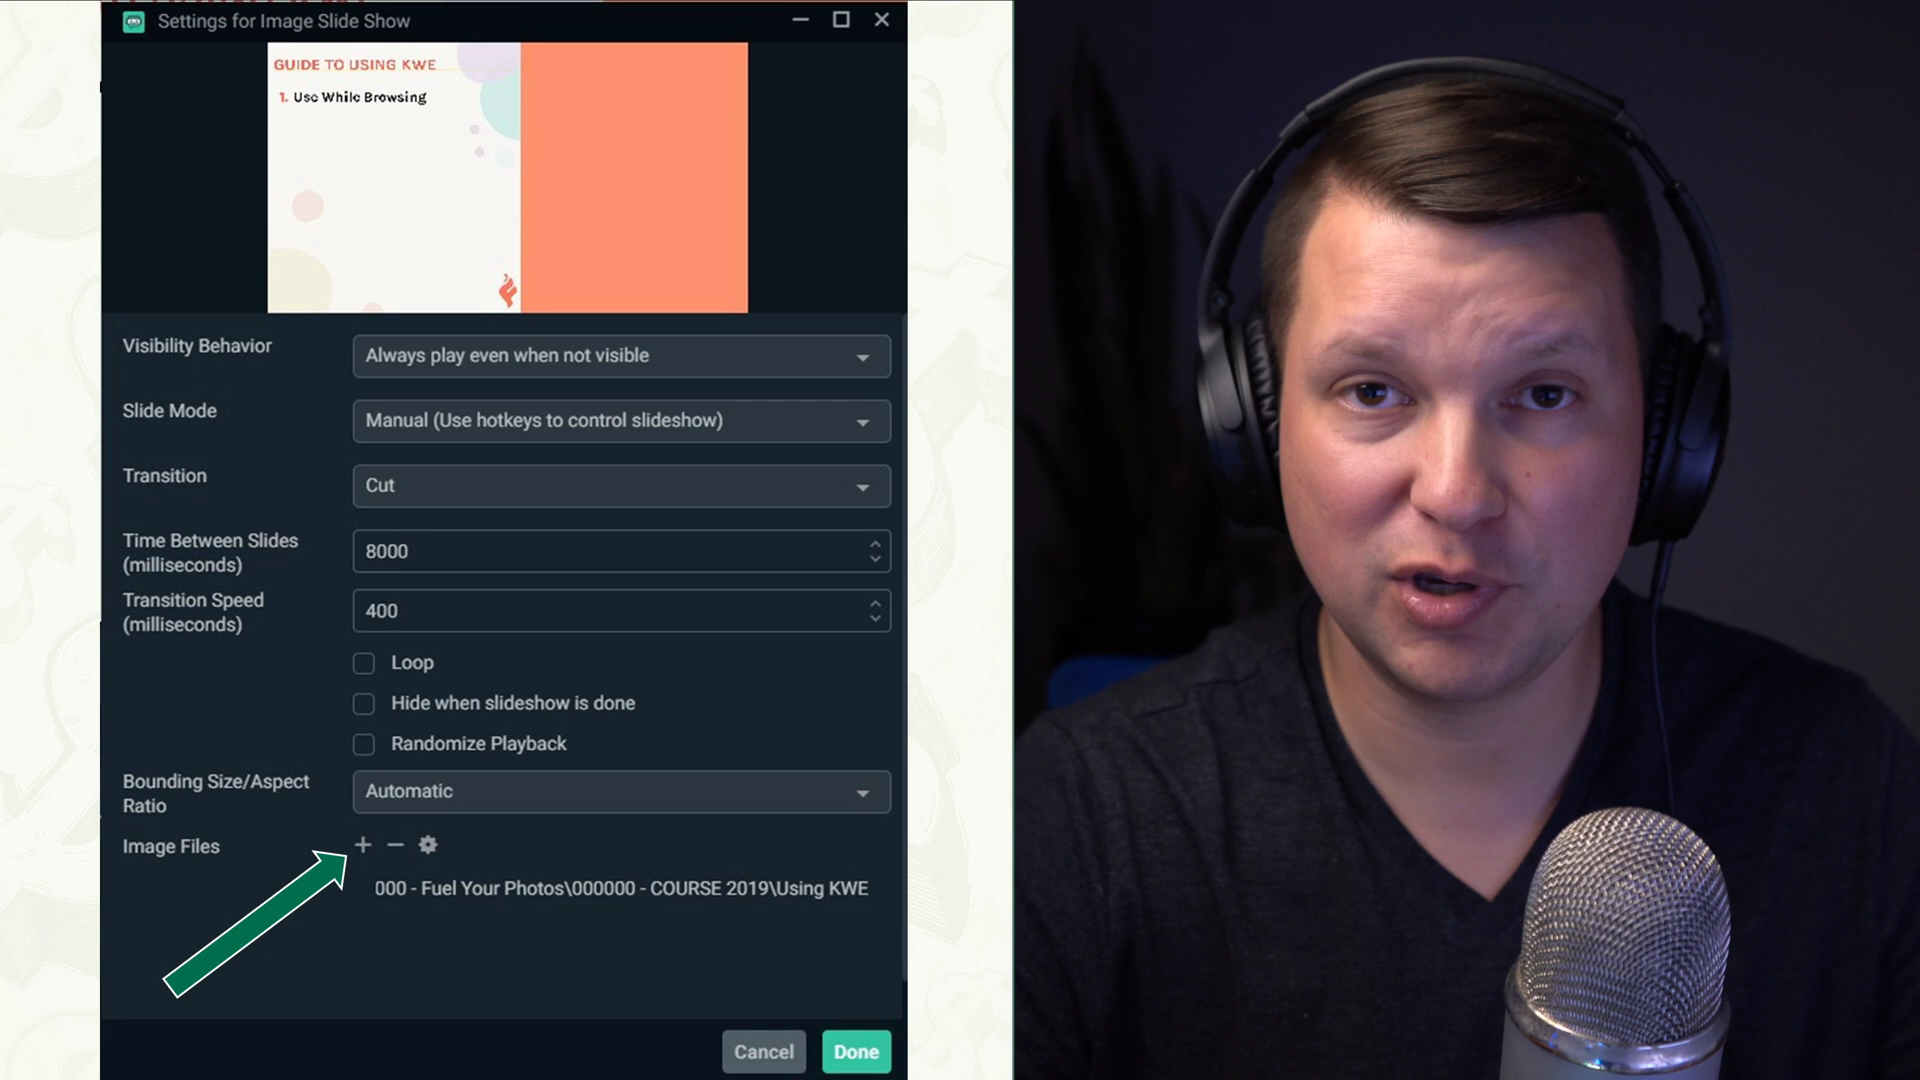 Settings for Image Slide Show
GUIDE TO USING KWE
1. Use While Browsing
Visibility Behavior
Always play even when not visible
Slide Mode
Manual (Use hotkeys to control slideshow)
Transition
Cut
Time Between Slides
(milliseconds)
8000
Transition Speed
(milliseconds)
400
Loop
Hide when slideshow is done
Randomize Playback
Bounding Size/Aspect
Ratio
Automatic
Image Files
000 - Fuel Your Photos\000000 - COURSE 2019\Using KWE
Cancel
Done